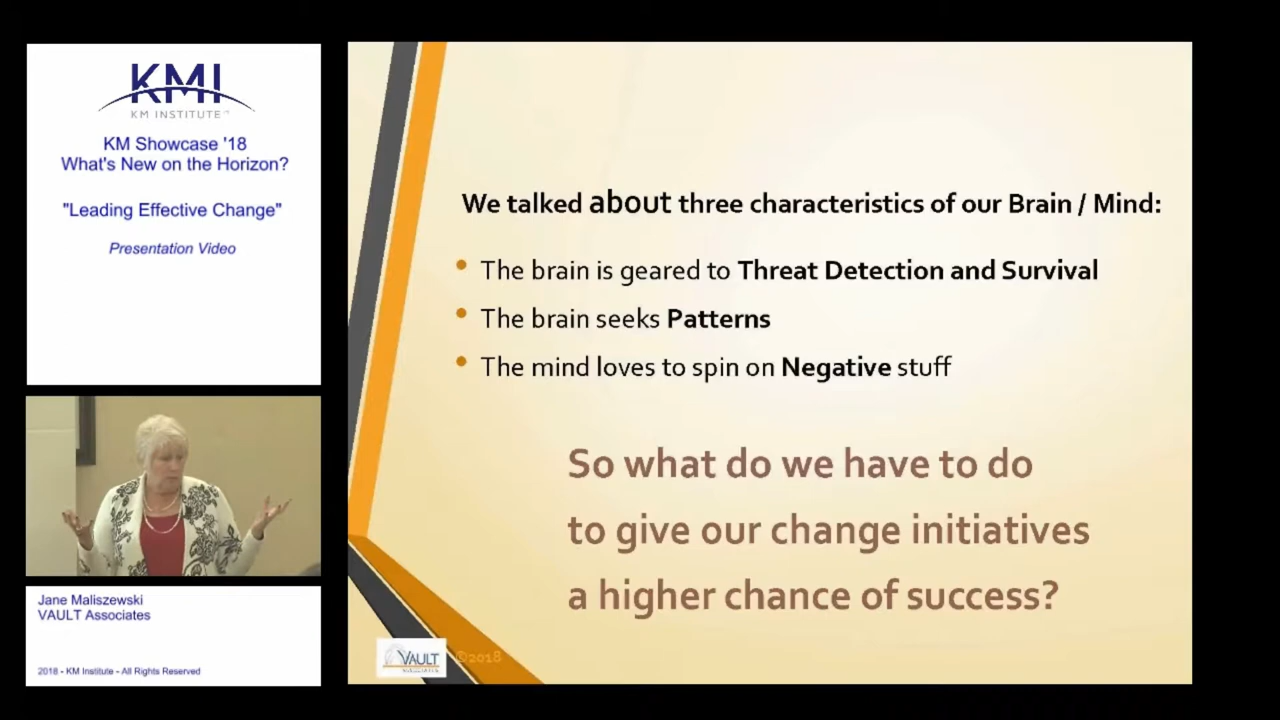 KMI
KM INSTITUTE
KM Showcase '18
What's New on the Horizon?
"Leading Effective Change"
Presentation Video
Jane Maliszewski
VAULT Associates
2018 - KM Institute - All Rights Reserved
We talked about three characteristics of our Brain / Mind:
• The brain is geared to Threat Detection and Survival
• The brain seeks Patterns
• The mind loves to spin on Negative stuff
So what do we have to do
to give our change initiatives
a higher chance of success?
VAULT
©2018